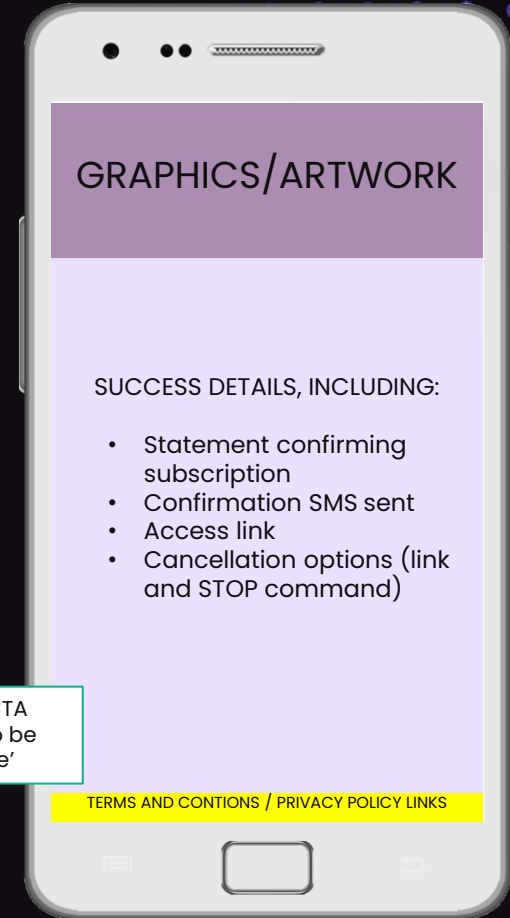 GRAPHICS/ARTWORK
SUCCESS DETAILS, INCLUDING:
• Statement confirming
subscription
• Confirmation SMS sent
• Access link
• Cancellation options (link
and STOP command)
be
TERMS AND CONTIONS / PRIVACY POLICY LINKS